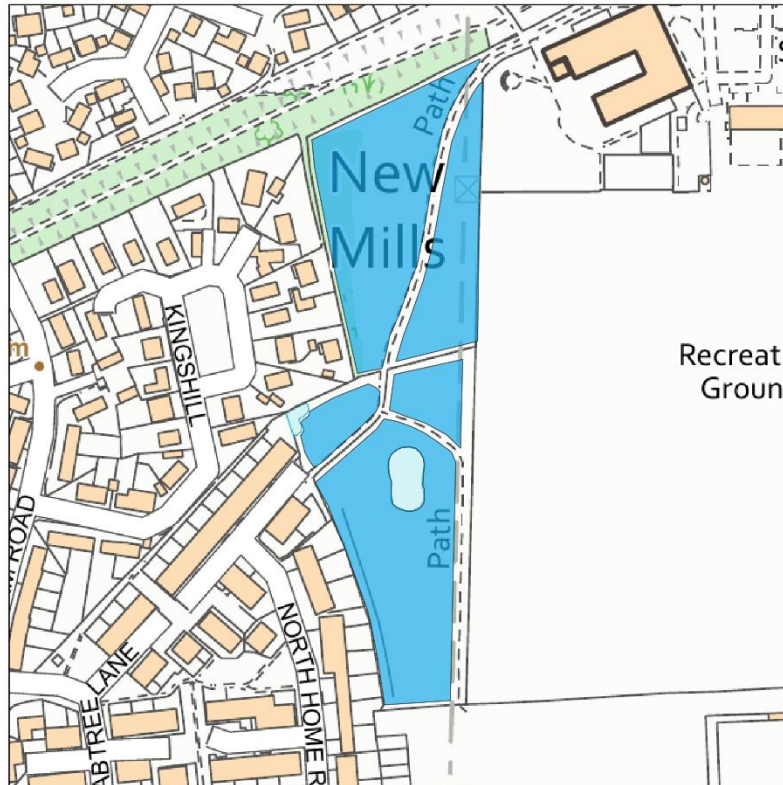 Path
New
Mills
KINGSHILL
m
Recreat
Groun
ROAD
Path
NORTH HOME R
ABTREE LANE